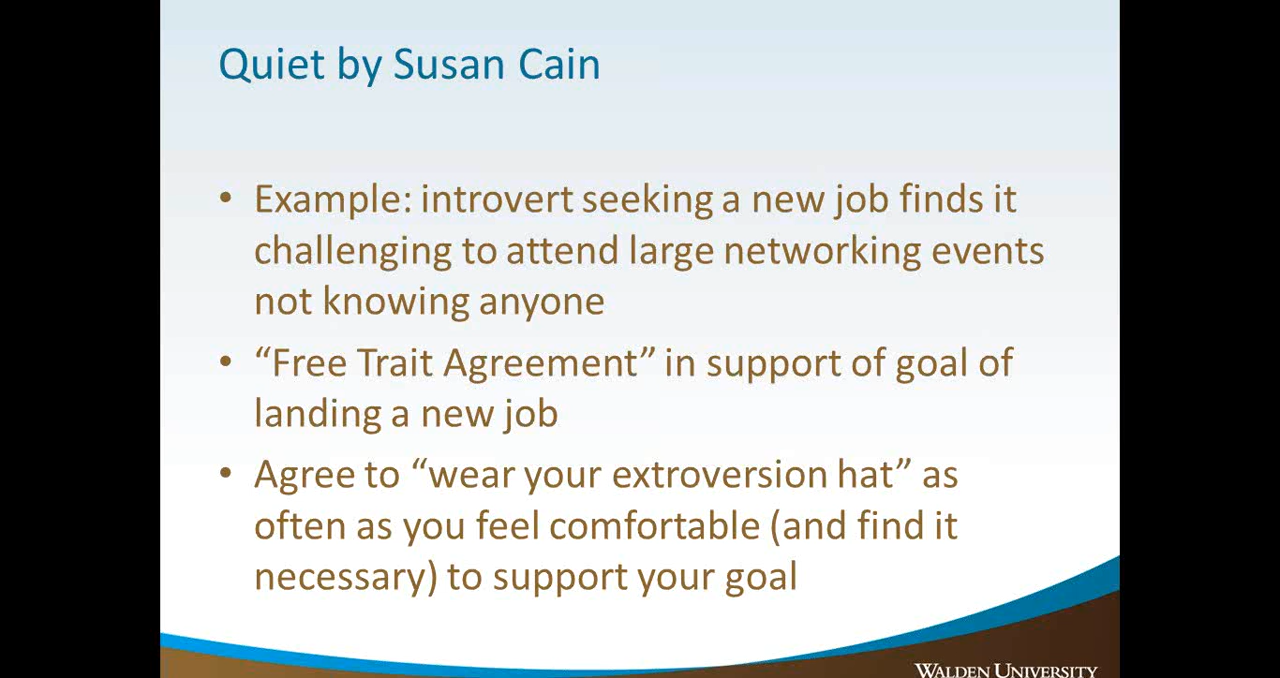 Quiet by Susan Cain
• Example: introvert seeking a new job finds it
challenging to attend large networking events
not knowing anyone
• “Free Trait Agreement” in support of goal of
landing a new job
• Agree to “wear your extroversion hat” as
often as you feel comfortable (and find it
necessary) to support your goal
WALDEN UNIVERSITY